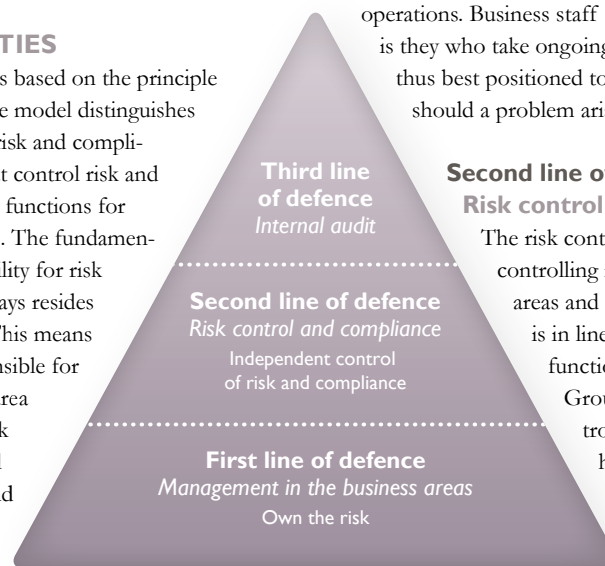 TIES
s based on the principle
e model distinguishes
risk and compli-
t control risk and
functions for
. The fundamen-
ility for risk
ays resides
This means
nsible for
area
k
d
Third line
of defence
Internal audit
Second line of defence
Risk control and compliance
Independent control
of risk and compliance
First line of defence
Management in the business areas
Own the risk
operations. Business staff
is they who take ongoing
thus best positioned to
should a problem aris
Second line o
Risk control
The risk cont
controlling
areas and
is in line
functio
Grou
tro
h